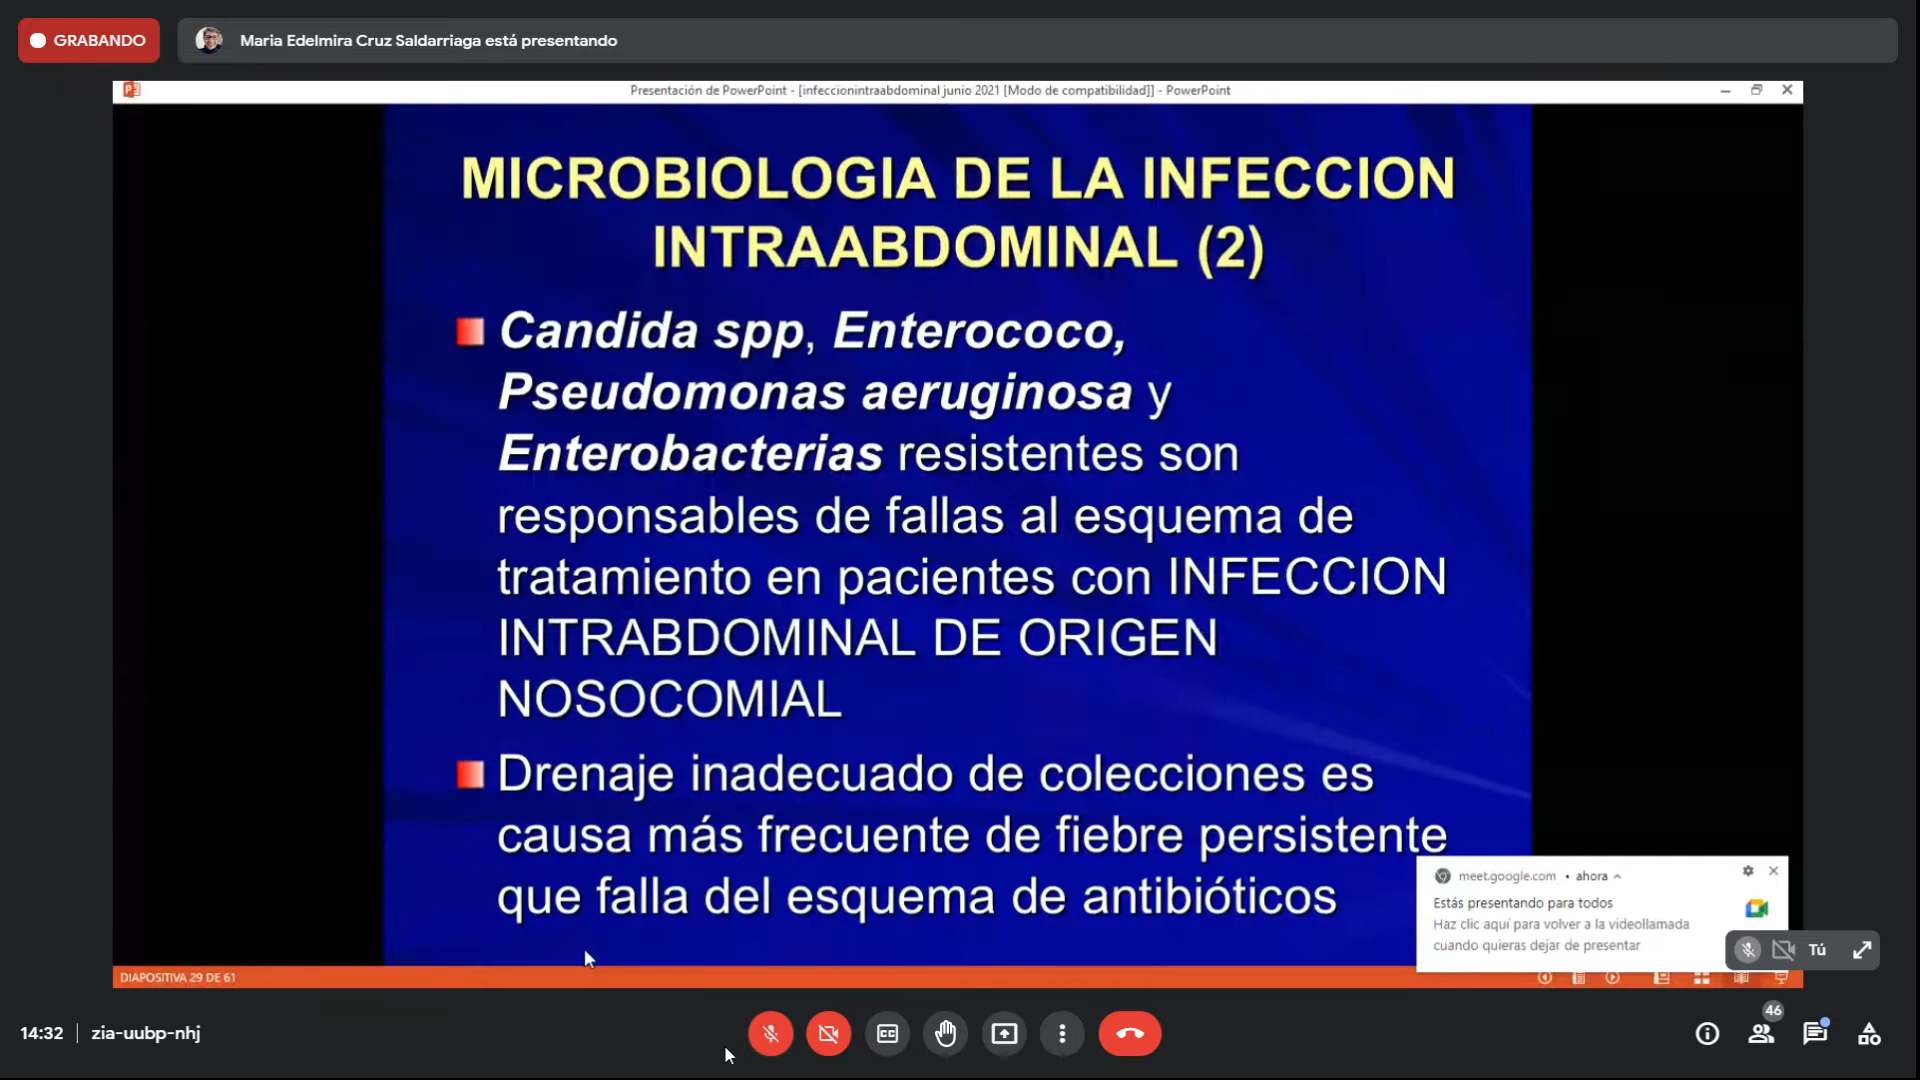 GRABANDO
Maria Edelmira Cruz Saldarriaga está presentando
Presentación de PowerPoint - [infeccionintraabdominal junio 2021 [Modo de compatibilidad]] - PowerPoint
MICROBIOLOGIA DE LA INFECCION
INTRAABDOMINAL (2)
Candida spp, Enterococo,
Pseudomonas aeruginosa y
Enterobacterias resistentes son
responsables de fallas al esquema de
tratamiento en pacientes con INFECCION
INTRABDOMINAL DE ORIGEN
NOSOCOMIAL
Drenaje inadecuado de colecciones es
causa más frecuente de fiebre persistente
que falla del esquema de antibióticos
meet.google.com • ahora
Estás presentando para todos
Haz clic aquí para volver a la videollamada
cuando quieras dejar de presentar
Tú
DIAPOSITIVA 29 DE 61
14:32 | zia-uubp-nhj
CC
46